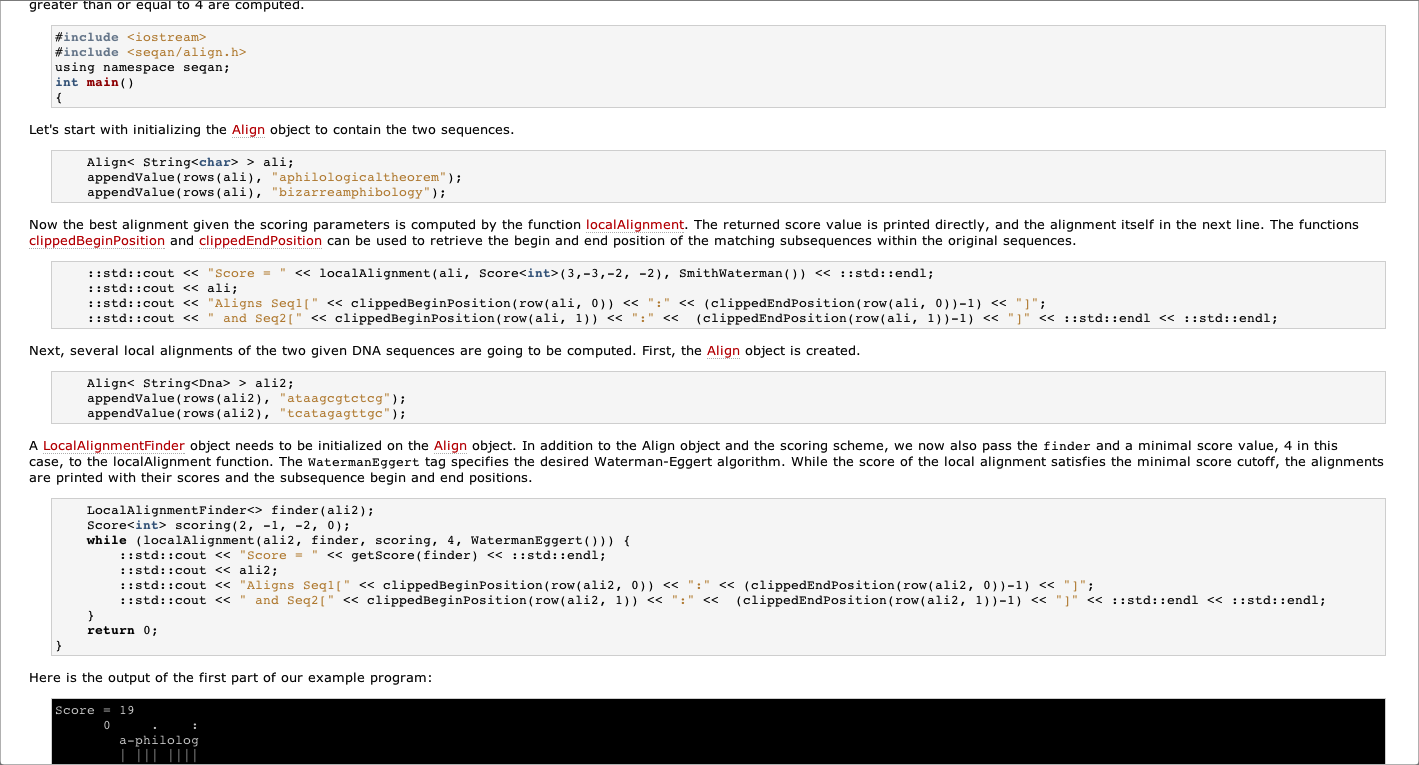 greater than or equal to 4 are computed.
#include <iostream>
#include <seqan/align.h>
using namespace seqan;
int main()
{
Let's start with initializing the Align object to contain the two sequences.
    Align< String<char> > ali;
    appendValue(rows(ali), "aphilologicaltheorem");
    appendValue(rows(ali), "bizarreamphibology");
Now the best alignment given the scoring parameters is computed by the function localAlignment. The returned score value is printed directly, and the alignment itself in the next line. The functions
clippedBeginPosition and clippedEndPosition can be used to retrieve the begin and end position of the matching subsequences within the original sequences.
    ::std::cout << "Score = " << localAlignment(ali, Score<int>(3,-3,-2, -2), SmithWaterman()) << ::std::endl;
    ::std::cout << ali;
    ::std::cout << "Aligns Seq1[" << clippedBeginPosition(row(ali, 0)) << ":" << (clippedEndPosition(row(ali, 0))-1) << "]";
    ::std::cout << " and Seq2[" << clippedBeginPosition(row(ali, 1)) << ":" <<  (clippedEndPosition(row(ali, 1))-1) << "]" << ::std::endl << ::std::endl;
Next, several local alignments of the two given DNA sequences are going to be computed. First, the Align object is created.
    Align< String<Dna> > ali2;
    appendValue(rows(ali2), "ataagcgtctcg");
    appendValue(rows(ali2), "tcatagagttgc");
A LocalAlignmentFinder object needs to be initialized on the Align object. In addition to the Align object and the scoring scheme, we now also pass the finder and a minimal score value, 4 in this
case, to the localAlignment function. The WatermanEggert tag specifies the desired Waterman-Eggert algorithm. While the score of the local alignment satisfies the minimal score cutoff, the alignments
are printed with their scores and the subsequence begin and end positions.
    LocalAlignmentFinder<> finder(ali2);
    Score<int> scoring(2, -1, -2, 0);
    while (localAlignment(ali2, finder, scoring, 4, WatermanEggert())) {
        ::std::cout << "Score = " << getScore(finder) << ::std::endl;
        ::std::cout << ali2;
        ::std::cout << "Aligns Seq1[" << clippedBeginPosition(row(ali2, 0)) << ":" << (clippedEndPosition(row(ali2, 0))-1) << "]";
        ::std::cout << " and Seq2[" << clippedBeginPosition(row(ali2, 1)) << ":" <<  (clippedEndPosition(row(ali2, 1))-1) << "]" << ::std::endl << ::std::endl;
    }
    return 0;
}
Here is the output of the first part of our example program:
Score = 19
      0     .    :
        a-philolog
        | ||| ||||